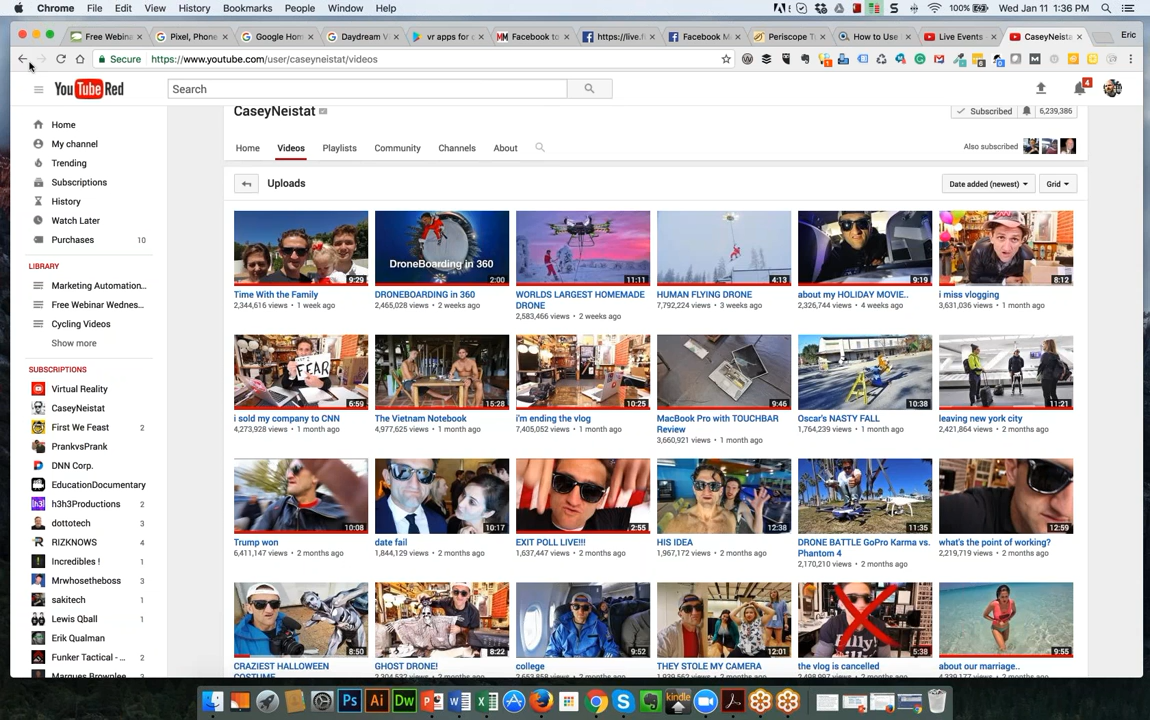 Chrome File Edit View History Bookmarks People Window Help 100% Wed Jan 11 1:36 PM
Free Webina Pixel, Phone Google Hom Daydream V vr apps for c Facebook to https://live.f Facebook M Periscope T How to Use Live Events CaseyNeista Eric
Secure https://www.youtube.com/user/caseyneistat/videos
YouTube Red Search 4
CaseyNeistat Subscribed 6,239,386
Home Videos Playlists Community Channels About Also subscribed
Uploads Date added (newest) Grid
Home
My channel
Trending
Subscriptions
History
Watch Later
Purchases 10
LIBRARY
Marketing Automation...
Free Webinar Wednes...
Cycling Videos
Show more
SUBSCRIPTIONS
Virtual Reality
CaseyNeistat
First We Feast 2
PrankvsPrank
DNN Corp.
EducationDocumentary
h3h3Productions 2
dottotech 3
RIZKNOWS 4
Incredibles ! 1
Mrwhosetheboss 3
sakitech 1
Lewis Qball 1
Erik Qualman
Funker Tactical - ... 2
Marques Brownlee
DroneBoarding in 360
9:29 2:00 11:11 4:13 9:19 8:12
Time With the Family DRONEBOARDING in 360 WORLDS LARGEST HOMEMADE HUMAN FLYING DRONE about my HOLIDAY MOVIE.. i miss vlogging
2,344,616 views • 1 week ago 2,465,028 views • 2 weeks ago DRONE 7,792,224 views • 3 weeks ago 2,326,744 views • 4 weeks ago 3,631,036 views • 1 month ago
2,583,466 views • 2 weeks ago
FEAR
6:59 15:28 10:25 9:46 10:38 11:21
i sold my company to CNN The Vietnam Notebook i'm ending the vlog MacBook Pro with TOUCHBAR Oscar's NASTY FALL leaving new york city
4,273,928 views • 1 month ago 4,977,625 views • 1 month ago 7,405,052 views • 1 month ago Review 1,764,239 views • 1 month ago 2,421,864 views • 2 months ago
3,660,921 views • 1 month ago
10:08 10:17 2:55 12:38 11:35 12:59
Trump won date fail EXIT POLL LIVE!!! HIS IDEA DRONE BATTLE GoPro Karma vs. what's the point of working?
6,411,147 views • 2 months ago 1,844,129 views • 2 months ago 1,637,447 views • 2 months ago 1,967,172 views • 2 months ago Phantom 4 2,219,719 views • 2 months ago
2,170,210 views • 2 months ago
8:50 8:22 9:52 12:01 5:38 9:55
CRAZIEST HALLOWEEN GHOST DRONE! college THEY STOLE MY CAMERA the vlog is cancelled about our marriage..
COSTUME
Ps Ai Dw kindle